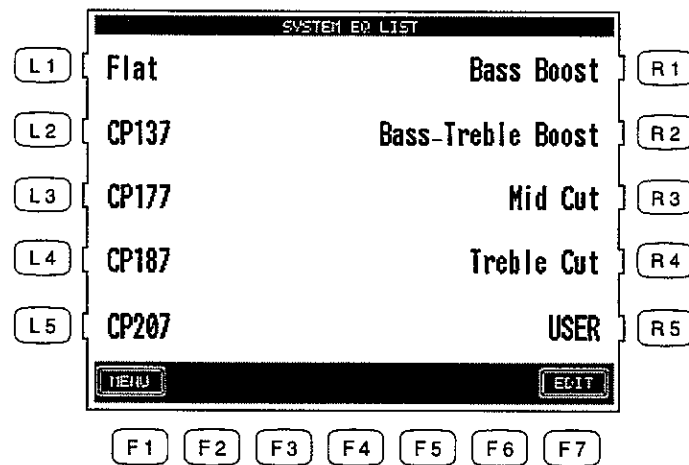 SYSTEM EQ LIST
L1 Flat Bass Boost R1
L2 CP137 Bass-Treble Boost R2
L3 CP177 Mid Cut R3
L4 CP187 Treble Cut R4
L5 CP207 USER R5
MENU EDIT
F1 F2 F3 F4 F5 F6 F7